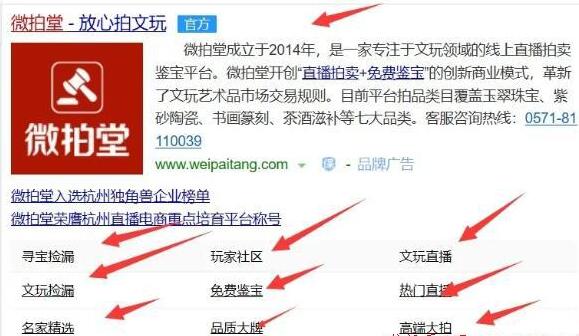 微拍堂 - 放心拍文玩 官方
微拍堂成立于2014年，是一家专注于文玩领域的线上直播拍卖
鉴宝平台。微拍堂开创“直播拍卖+免费鉴宝”的创新商业模式，革新
了文玩艺术品市场交易规则。目前平台拍品类目覆盖玉翠珠宝、紫
砂陶瓷、书画篆刻、茶酒滋补等七大品类。客服咨询热线：0571-81
110039
微拍堂
www.weipaitang.com - 品牌广告
微拍堂入选杭州独角兽企业榜单
微拍堂荣膺杭州直播电商重点培育平台称号
寻宝捡漏 玩家社区 文玩直播
文玩捡漏 免费鉴宝 热门直播
名家精选 品质大牌 高端大拍